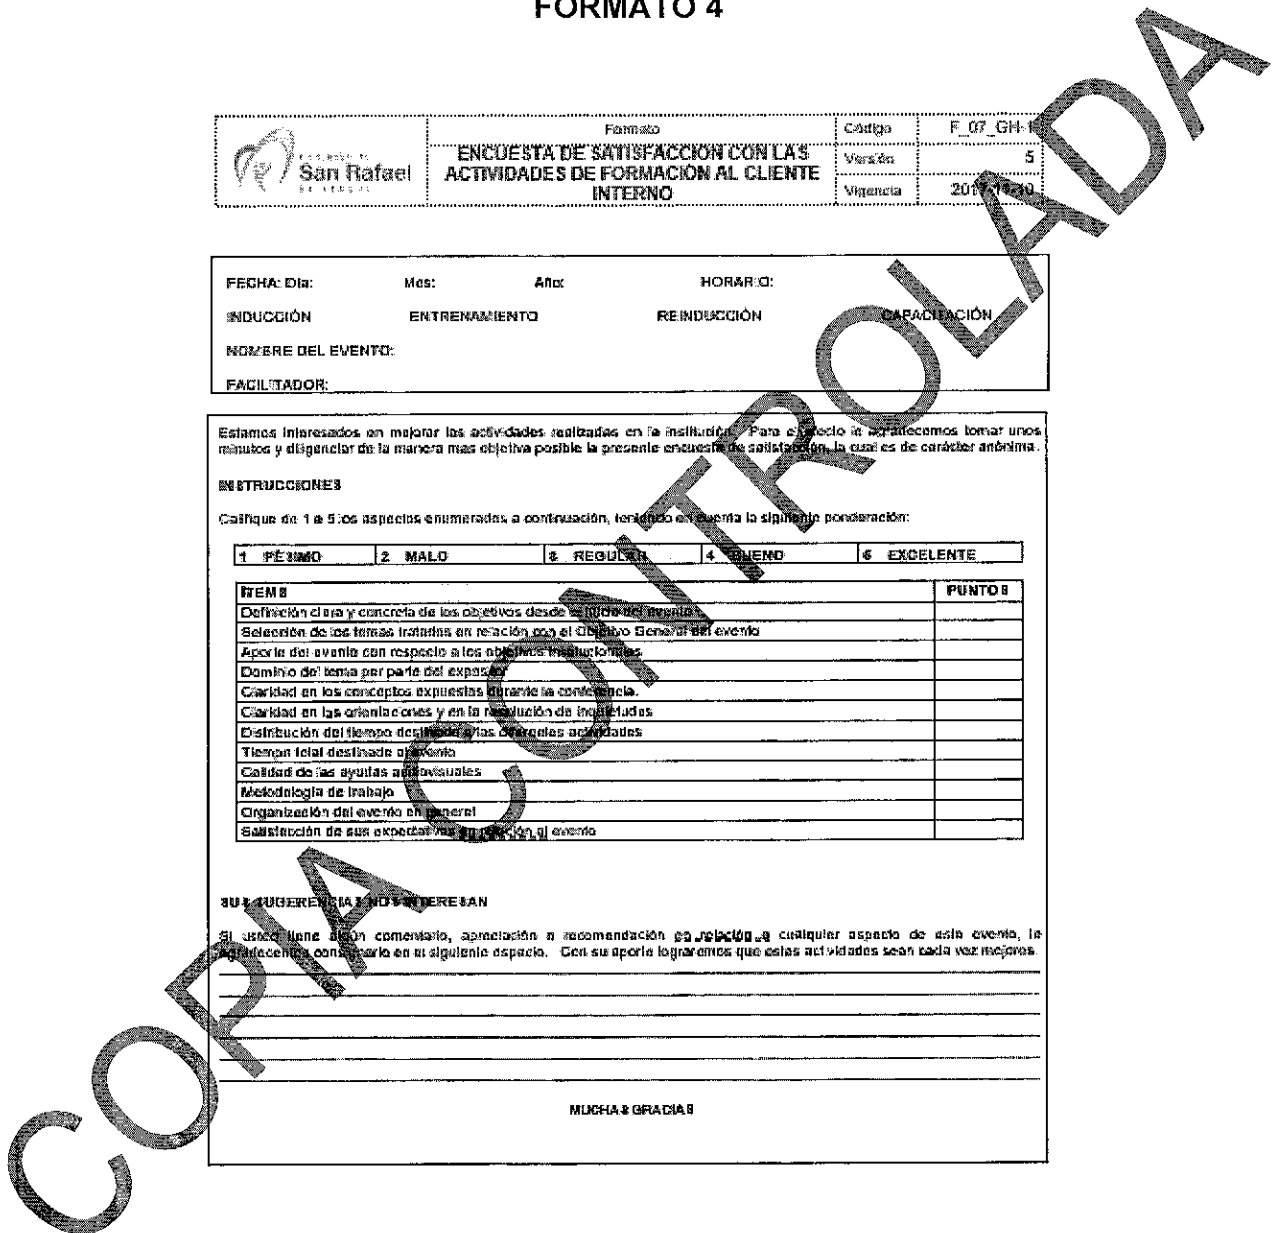 FORMATO 4
San Rafael
Formato
ENCUESTA DE SATISFACCION CON LAS
ACTIVIDADES DE FORMACIÓN AL CLIENTE
INTERNO
Código F_07_GH-1
Versión 5
Vigencia 2017-11-10
FECHA: Día: Mes: Año: HORARIO:
INDUCCIÓN ENTRENAMIENTO REINDUCCIÓN CAPACITACIÓN
NOMBRE DEL EVENTO:
FACILITADOR:
Estamos interesados en mejorar las actividades realizadas en la institución. Para el efecto le agradecemos tomar unos
minutos y diligenciar de la manera mas objetiva posible la presente encuesta de satisfacción, la cual es de carácter anónima.
INSTRUCCIONES
Califique de 1 a 5 los aspectos enumerados a continuación, teniendo en cuenta la siguiente ponderación:
1 PÉSIMO 2 MALO 3 REGULAR 4 BUENO 5 EXCELENTE
ÍTEMS PUNTOS
Definición clara y concreta de los objetivos desde el inicio del evento
Selección de los temas tratados en relación con el Objetivo General del evento
Aporte del evento con respecto a los objetivos institucionales
Dominio del tema por parte del expositor
Claridad en los conceptos expuestos durante la conferencia.
Claridad en las orientaciones y en la resolución de inquietudes
Distribución del tiempo destinado a las diferentes actividades
Tiempo total destinado al evento
Calidad de las ayudas audiovisuales
Metodología de trabajo
Organización del evento en general
Satisfacción de sus expectativas en relación al evento
SUS SUGERENCIAS NOS INTERESAN
Si usted tiene algún comentario, apreciación o recomendación en relación a cualquier aspecto de este evento, le
agradecemos consignarlo en el siguiente espacio. Con su aporte lograremos que estas actividades sean cada vez mejores.
MUCHAS GRACIAS
COPIA CONTROLADA